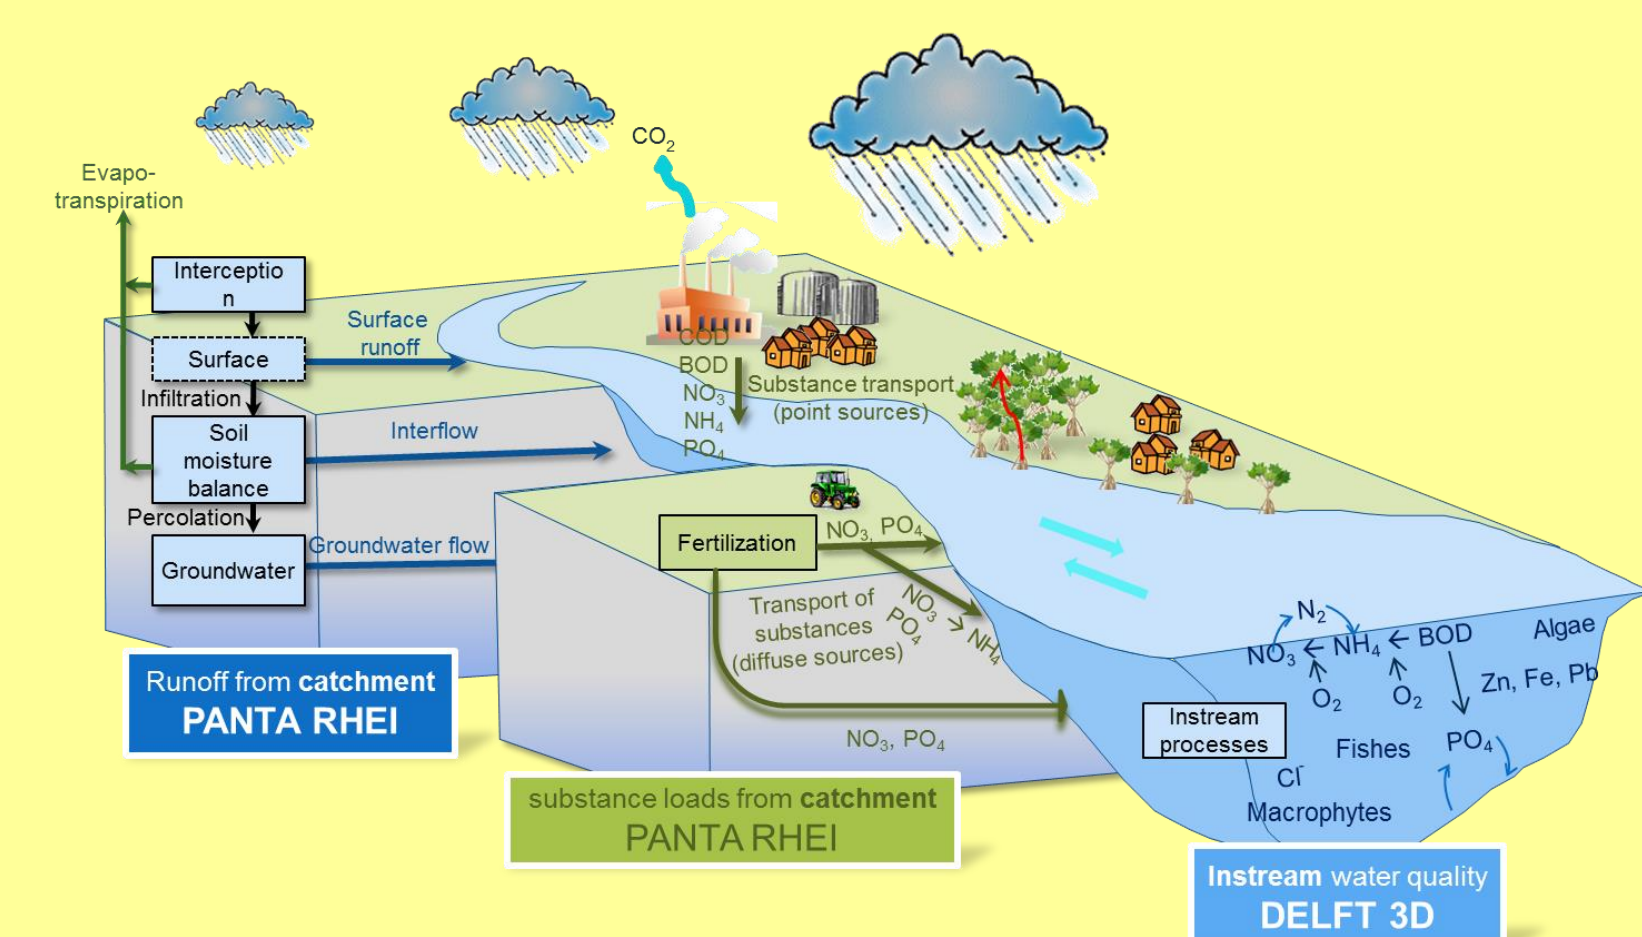 CO₂
Evapo-
transpiration
Interceptio
n
Surface
runoff
Surface
Infiltration
Soil
moisture
balance
Interflow
Percolation
Groundwater
Groundwater flow
COD
BOD
NO₃
NH₄
PO₄
Substance transport
(point sources)
Fertilization
NO₃, PO₄
NO₃
PO₄ > NH₄
Transport of
substances
(diffuse sources)
NO₃, PO₄
Runoff from catchment
PANTA RHEI
substance loads from catchment
PANTA RHEI
N₂
NO₃ ← NH₄ ← BOD
O₂
O₂
Algae
Zn, Fe, Pb
Instream
processes
Fishes
PO₄
Cl⁻
Macrophytes
Instream water quality
DELFT 3D